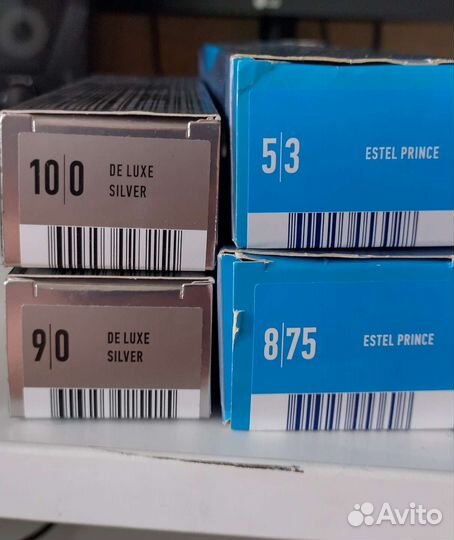 10|0 DE LUXE
SILVER
5|3 ESTEL PRINCE
9|0 DE LUXE
SILVER
8|75 ESTEL PRINCE
Avito